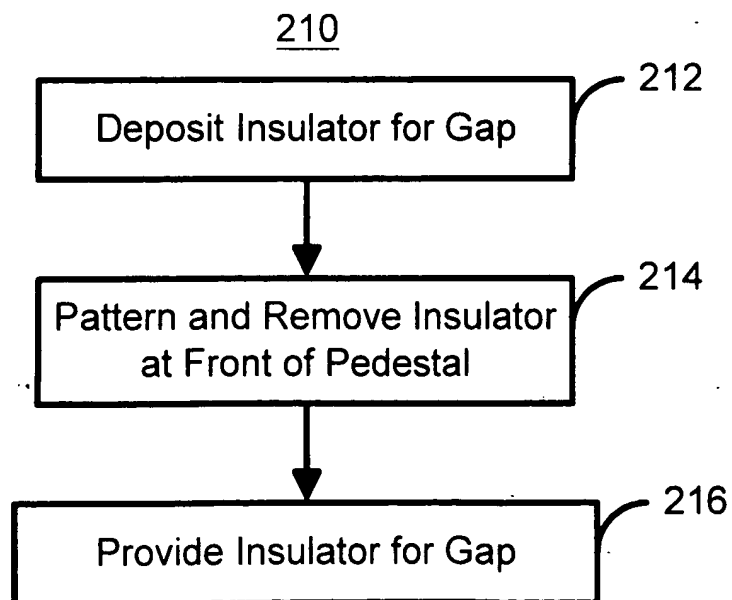 210
Deposit Insulator for Gap
212
Pattern and Remove Insulator
at Front of Pedestal
214
Provide Insulator for Gap
216